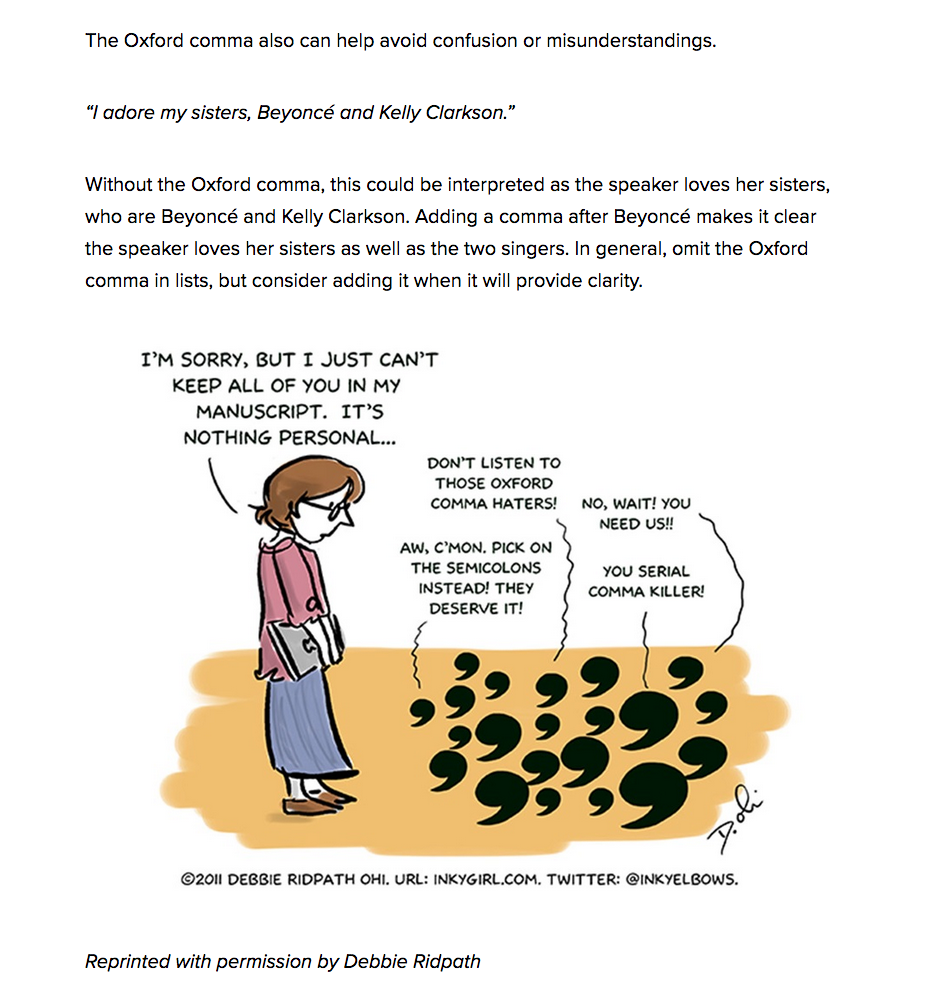 The Oxford comma also can help avoid confusion or misunderstandings.
“I adore my sisters, Beyoncé and Kelly Clarkson.”
Without the Oxford comma, this could be interpreted as the speaker loves her sisters,
who are Beyoncé and Kelly Clarkson. Adding a comma after Beyoncé makes it clear
the speaker loves her sisters as well as the two singers. In general, omit the Oxford
comma in lists, but consider adding it when it will provide clarity.
I'M SORRY, BUT I JUST CAN'T
KEEP ALL OF YOU IN MY
MANUSCRIPT. IT'S
NOTHING PERSONAL...
DON'T LISTEN TO
THOSE OXFORD
COMMA HATERS!
NO, WAIT! YOU
NEED US!!
AW, C'MON. PICK ON
THE SEMICOLONS
INSTEAD! THEY
DESERVE IT!
YOU SERIAL
COMMA KILLER!
D.oli
©2011 DEBBIE RIDPATH OHI. URL: INKYGIRL.COM. TWITTER: @INKYELBOWS.
Reprinted with permission by Debbie Ridpath